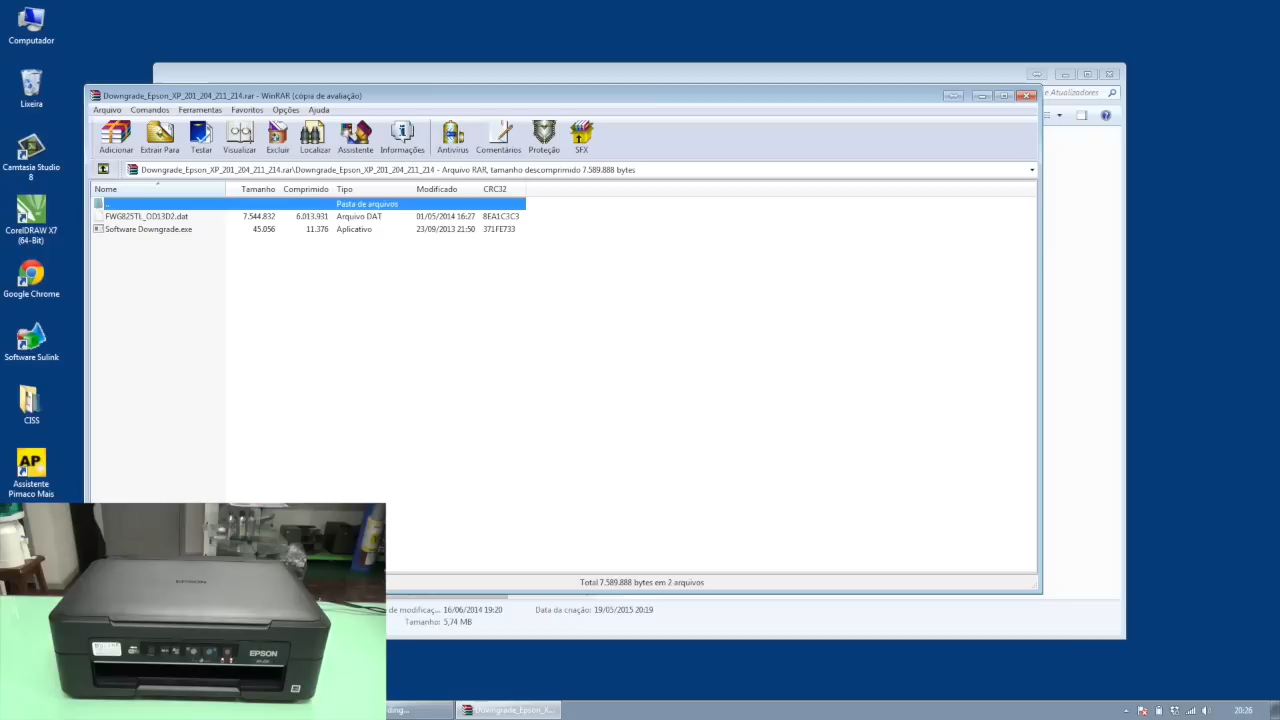 Computador
Lixeira
Camtasia Studio
8
CorelDRAW X7
(64-Bit)
Google Chrome
Software Sulink
CISS
AP
Assistente
Pimaco Mais
e Atualizadores
Downgrade_Epson_XP_201_204_211_214.rar - WinRAR (cópia de avaliação)
Arquivo Comandos Ferramentas Favoritos Opções Ajuda
Adicionar Extrair Para Testar Visualizar Excluir Localizar Assistente Informações Antivírus Comentários Proteção SFX
Downgrade_Epson_XP_201_204_211_214.rar\Downgrade_Epson_XP_201_204_211_214 - Arquivo RAR, tamanho descomprimido 7.589.888 bytes
Nome Tamanho Comprimido Tipo Modificado CRC32
.. Pasta de arquivos
FWG825TL_OD13D2.dat 7.544.832 6.013.931 Arquivo DAT 01/05/2014 16:27 8EA1C3C3
Software Downgrade.exe 45.056 11.376 Aplicativo 23/09/2013 21:50 371FE733
Total 7.589.888 bytes em 2 arquivos
de modificaç... 16/06/2014 19:20 Data da criação: 19/05/2015 20:19
Tamanho: 5,74 MB
EPSON
EPSON
ding...
Downgrade_Epson_X...
20:26